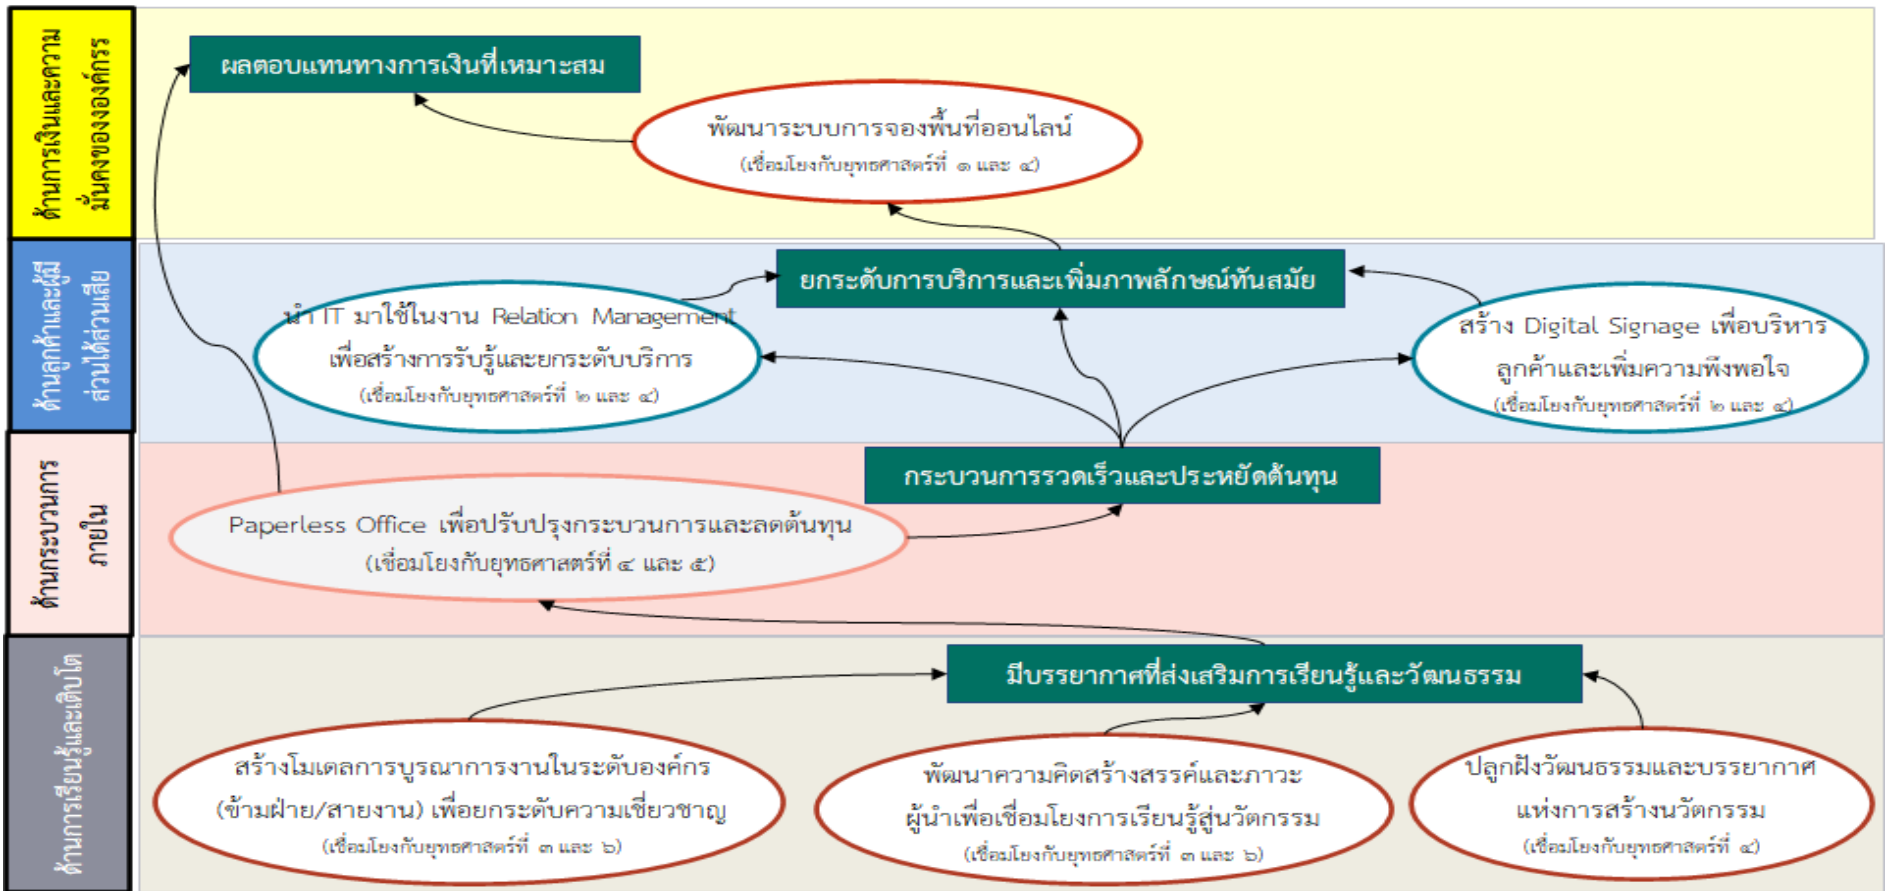 ด้านการเงินและความ
มั่นคงขององค์กรร
ผลตอบแทนทางการเงินที่เหมาะสม
พัฒนาระบบการจองพื้นที่ออนไลน์
(เชื่อมโยงกับยุทธศาสตร์ที่ ๑ และ ๔)
ด้านลูกค้าและผู้มี
ส่วนได้ส่วนเสีย
ยกระดับการบริการและเพิ่มภาพลักษณ์ทันสมัย
นำ IT มาใช้ในงาน Relation Management
เพื่อสร้างการรับรู้และยกระดับบริการ
(เชื่อมโยงกับยุทธศาสตร์ที่ ๒ และ ๔)
สร้าง Digital Signage เพื่อบริหาร
ลูกค้าและเพิ่มความพึงพอใจ
(เชื่อมโยงกับยุทธศาสตร์ที่ ๒ และ ๔)
ด้านกระบวนการ
ภายใน
กระบวนการรวดเร็วและประหยัดต้นทุน
Paperless Office เพื่อปรับปรุงกระบวนการและลดต้นทุน
(เชื่อมโยงกับยุทธศาสตร์ที่ ๔ และ ๕)
ด้านการเรียนรู้และเติบโต
มีบรรยากาศที่ส่งเสริมการเรียนรู้และวัฒนธรรม
สร้างโมเดลการบูรณาการงานในระดับองค์กร
(ข้ามฝ่าย/สายงาน) เพื่อยกระดับความเชี่ยวชาญ
(เชื่อมโยงกับยุทธศาสตร์ที่ ๓ และ ๖)
พัฒนาความคิดสร้างสรรค์และภาวะ
ผู้นำเพื่อเชื่อมโยงการเรียนรู้สู่นวัตกรรม
(เชื่อมโยงกับยุทธศาสตร์ที่ ๓ และ ๖)
ปลูกฝังวัฒนธรรมและบรรยากาศ
แห่งการสร้างนวัตกรรม
(เชื่อมโยงกับยุทธศาสตร์ที่ ๔)